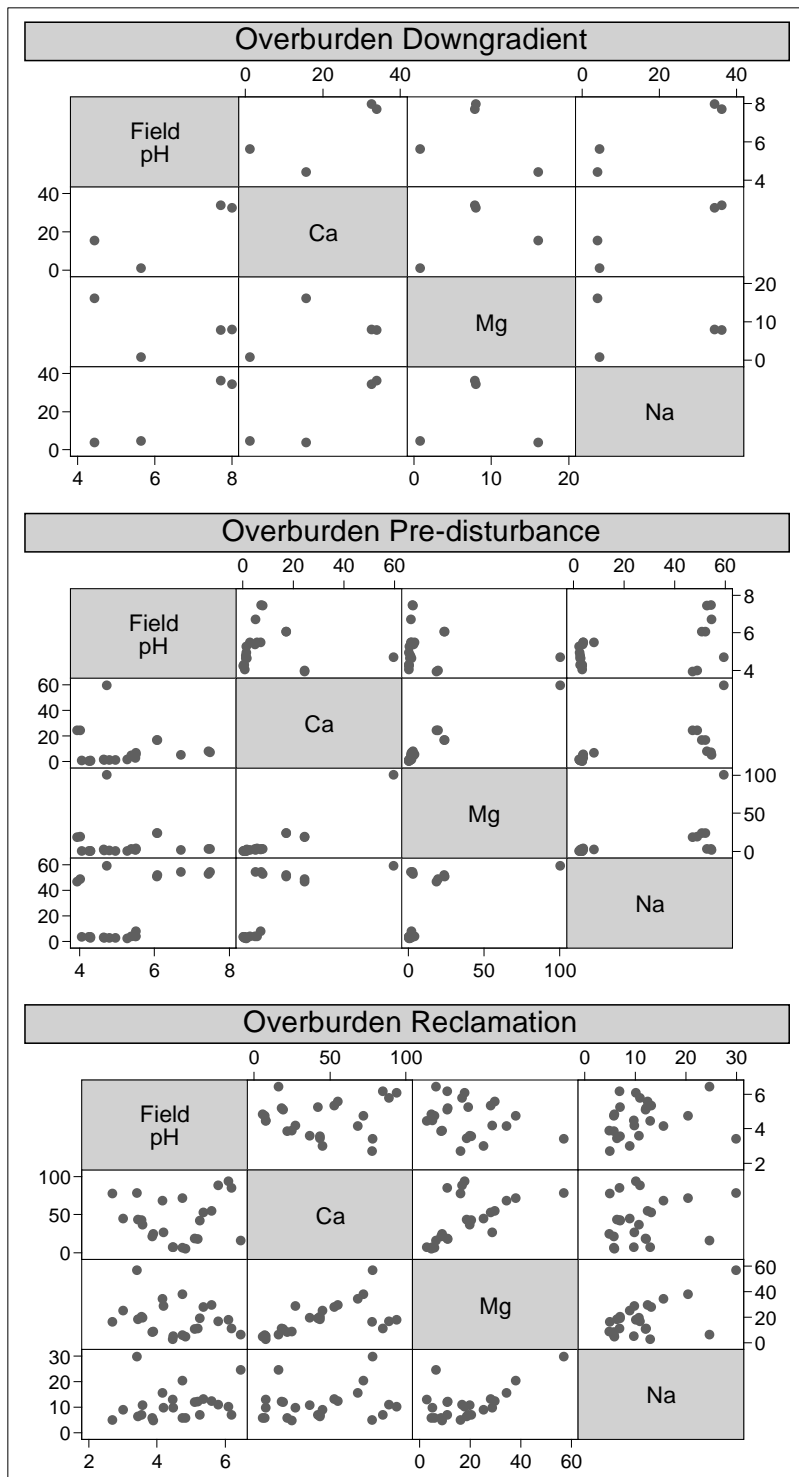 Overburden Downgradient
0 20 40 0 20 40
Field
pH
8
6
4
40
20
0
Ca
Mg
20
10
0
40
20
0
Na
4 6 8 0 10 20
Overburden Pre-disturbance
0 20 40 60 0 20 40 60
Field
pH
8
6
4
60
40
20
0
Ca
Mg
100
50
0
60
40
20
0
Na
4 6 8 0 50 100
Overburden Reclamation
0 50 100 0 10 20 30
Field
pH
6
4
2
100
50
0
Ca
Mg
60
40
20
0
30
20
10
0
Na
2 4 6 0 20 40 60